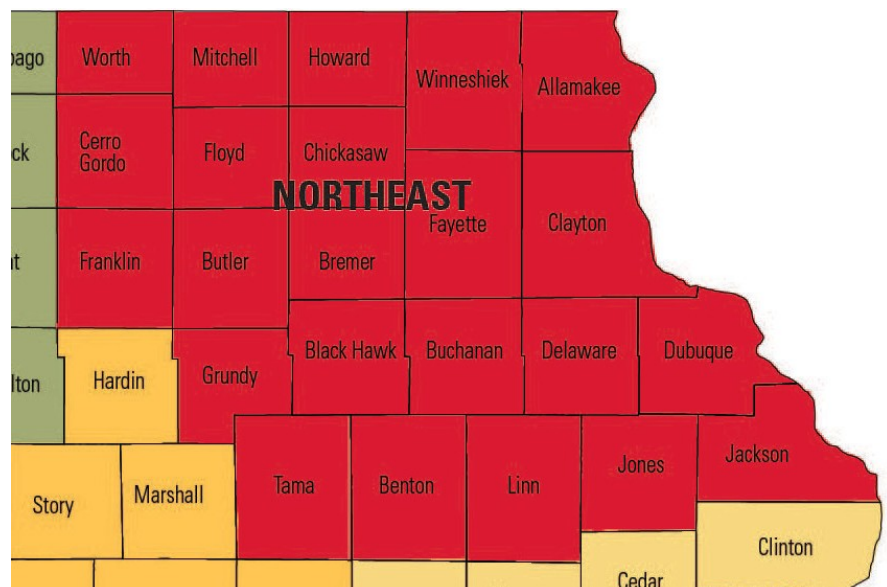 Worth
Mitchell
Howard
Winneshiek
Allamakee
Cerro
Gordo
Floyd
Chickasaw
NORTHEAST
Fayette
Clayton
Franklin
Butler
Bremer
Black Hawk
Buchanan
Delaware
Dubuque
Hardin
Grundy
Tama
Benton
Linn
Jones
Jackson
Story
Marshall
Clinton
Cedar